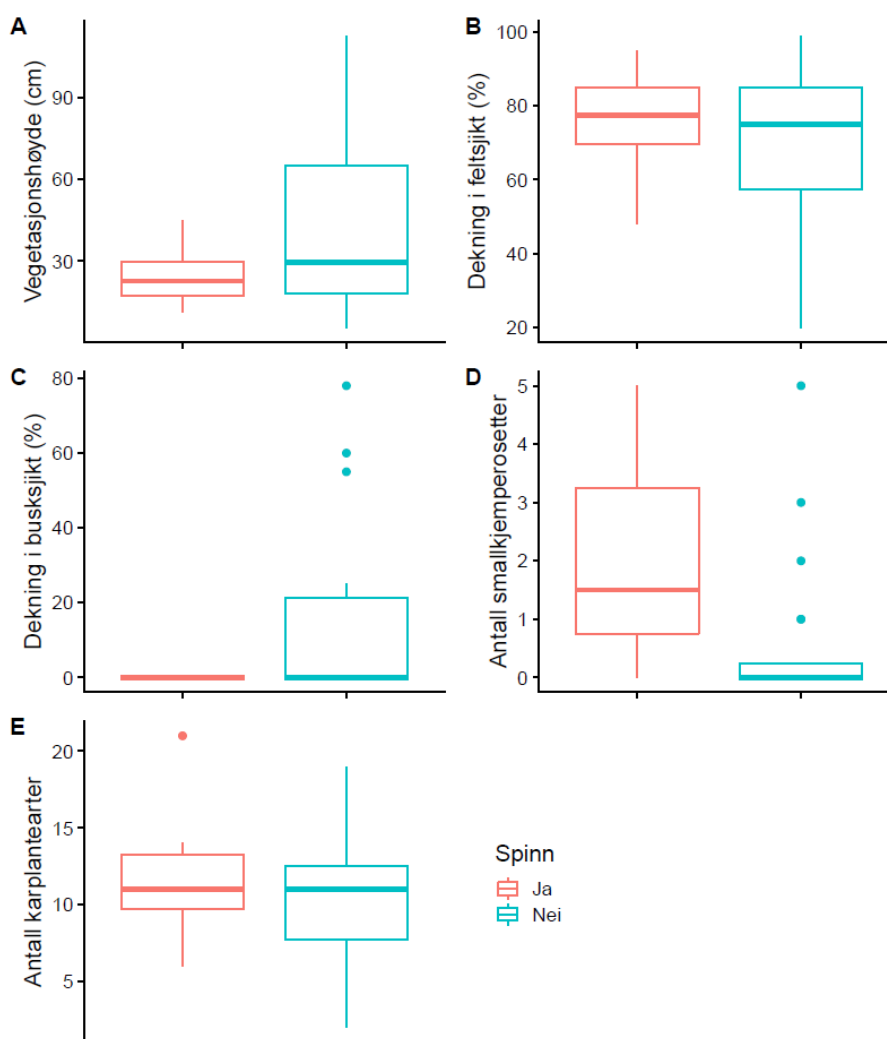 A
Vegetasjonshøyde (cm)
90
60
30
B
Dekning i feltsjikt (%)
100
80
60
40
20
C
Dekning i busksjikt (%)
80
60
40
20
0
D
Antall smallkjemperosetter
5
4
3
2
1
0
E
Antall karplantearter
20
15
10
5
Spinn
Ja
Nei